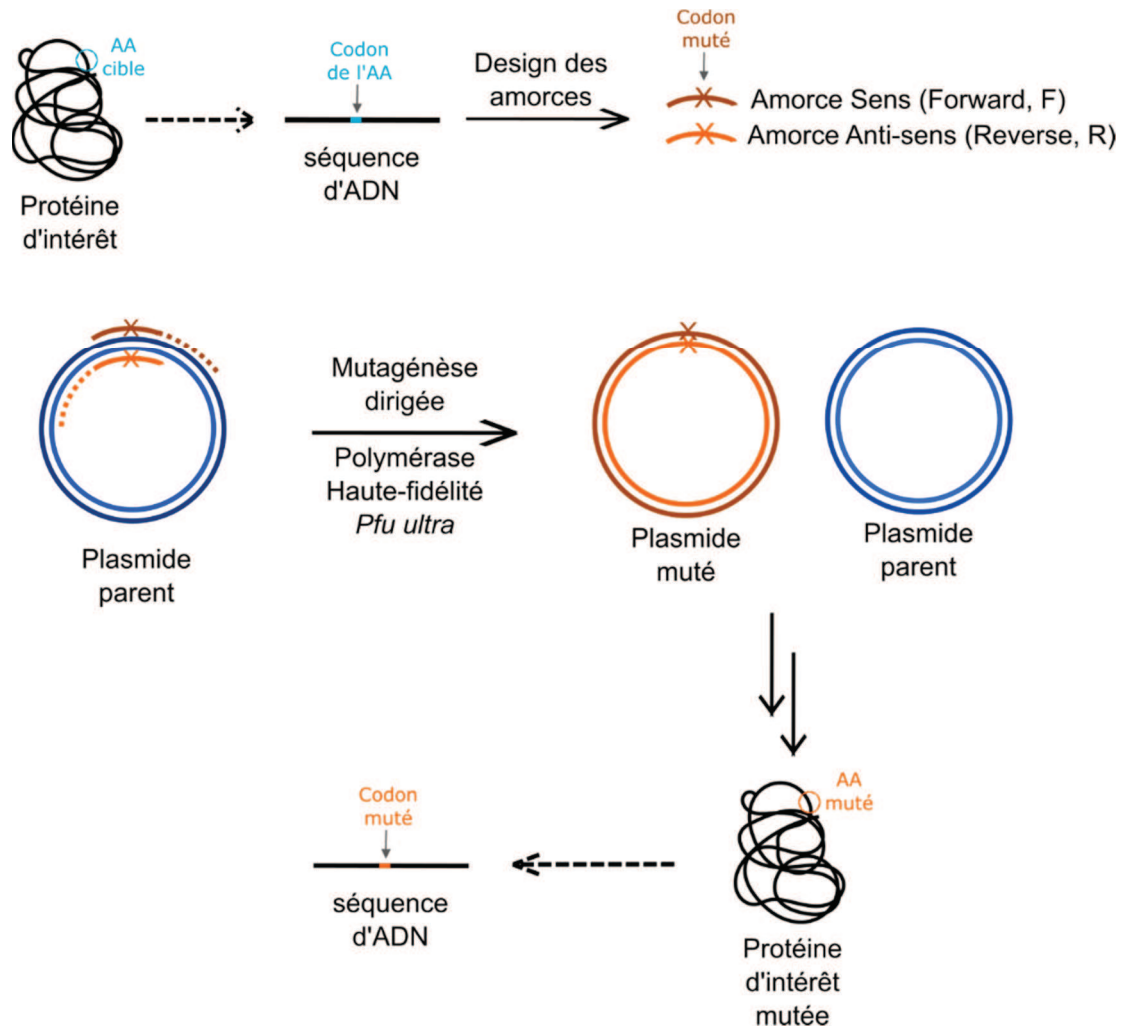 AA
cible
Codon
de l'AA
Design des
amorces
Codon
muté
Amorce Sens (Forward, F)
Amorce Anti-sens (Reverse, R)
séquence
d'ADN
Protéine
d'intérêt
Mutagénèse
dirigée
Polymérase
Haute-fidélité
Pfu ultra
Plasmide
parent
Plasmide
muté
Plasmide
parent
Codon
muté
AA
muté
séquence
d'ADN
Protéine
d'intérêt
mutée